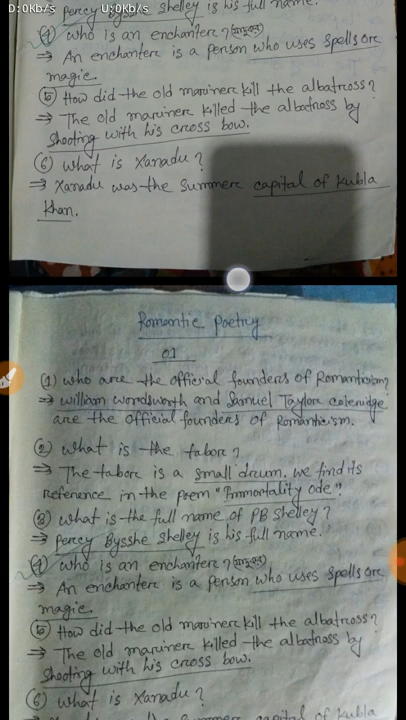 D:0Kb/s U:0Kb/s
Percy Bysshe Shelley is his full name.
(4) Who is an enchanter?
⇒ An enchanter is a person who uses spells or
magic.
(5) How did the old mariner kill the albatross?
⇒ The old mariner killed the albatross by
shooting with his cross bow.
(6) What is Xanadu?
⇒ Xanadu was the summer capital of Kubla
Khan.
Romantic Poetry
01
(1) Who are the official founders of Romanticism?
⇒ William Wordsworth and Samuel Taylor Coleridge
are the official founders of Romanticism.
(2) What is the tabor?
⇒ The tabor is a small drum. We find its
reference in the poem "Immortality Ode".
(3) What is the full name of PB Shelley?
⇒ Percy Bysshe Shelley is his full name.
(4) Who is an enchanter?
⇒ An enchanter is a person who uses spells or
magic.
(5) How did the old mariner kill the albatross?
⇒ The old mariner killed the albatross by
shooting with his cross bow.
(6) What is Xanadu?
capital of Kubla